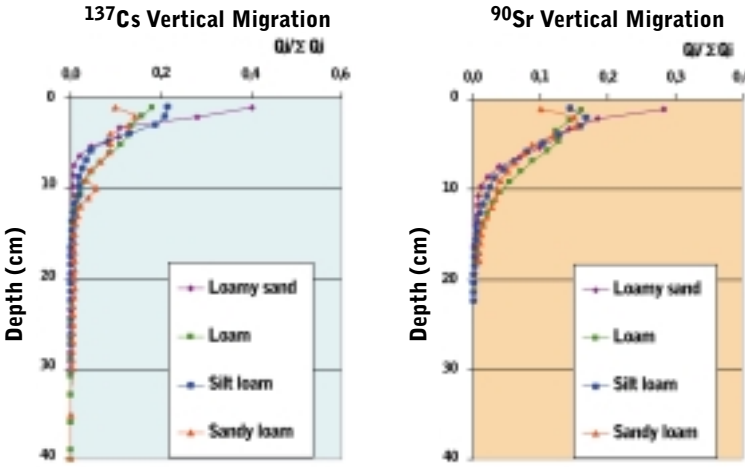 137Cs Vertical Migration
Qi/Σ Qi
0,0 0,2 0,4 0,6
0
10
20
30
40
Depth (cm)
Loamy sand
Loam
Silt loam
Sandy loam
90Sr Vertical Migration
Qi/Σ Qi
0,0 0,1 0,2 0,3 0,
0
10
20
30
40
Depth (cm)
Loamy sand
Loam
Silt loam
Sandy loam